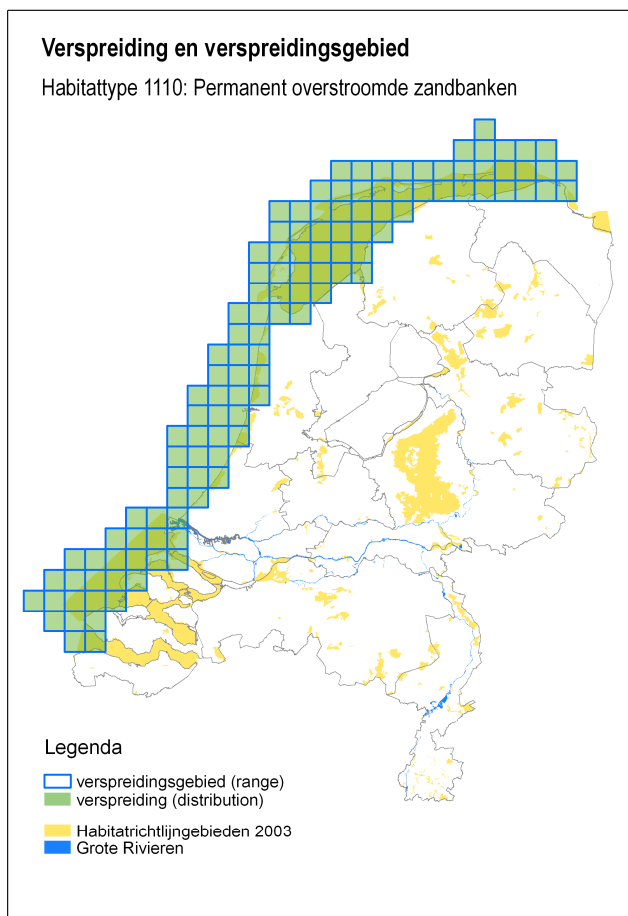 Verspreiding en verspreidingsgebied
Habitattype 1110: Permanent overstroomde zandbanken
Legenda
verspreidingsgebied (range)
verspreiding (distribution)
Habitatrichtlijngebieden 2003
Grote Rivieren